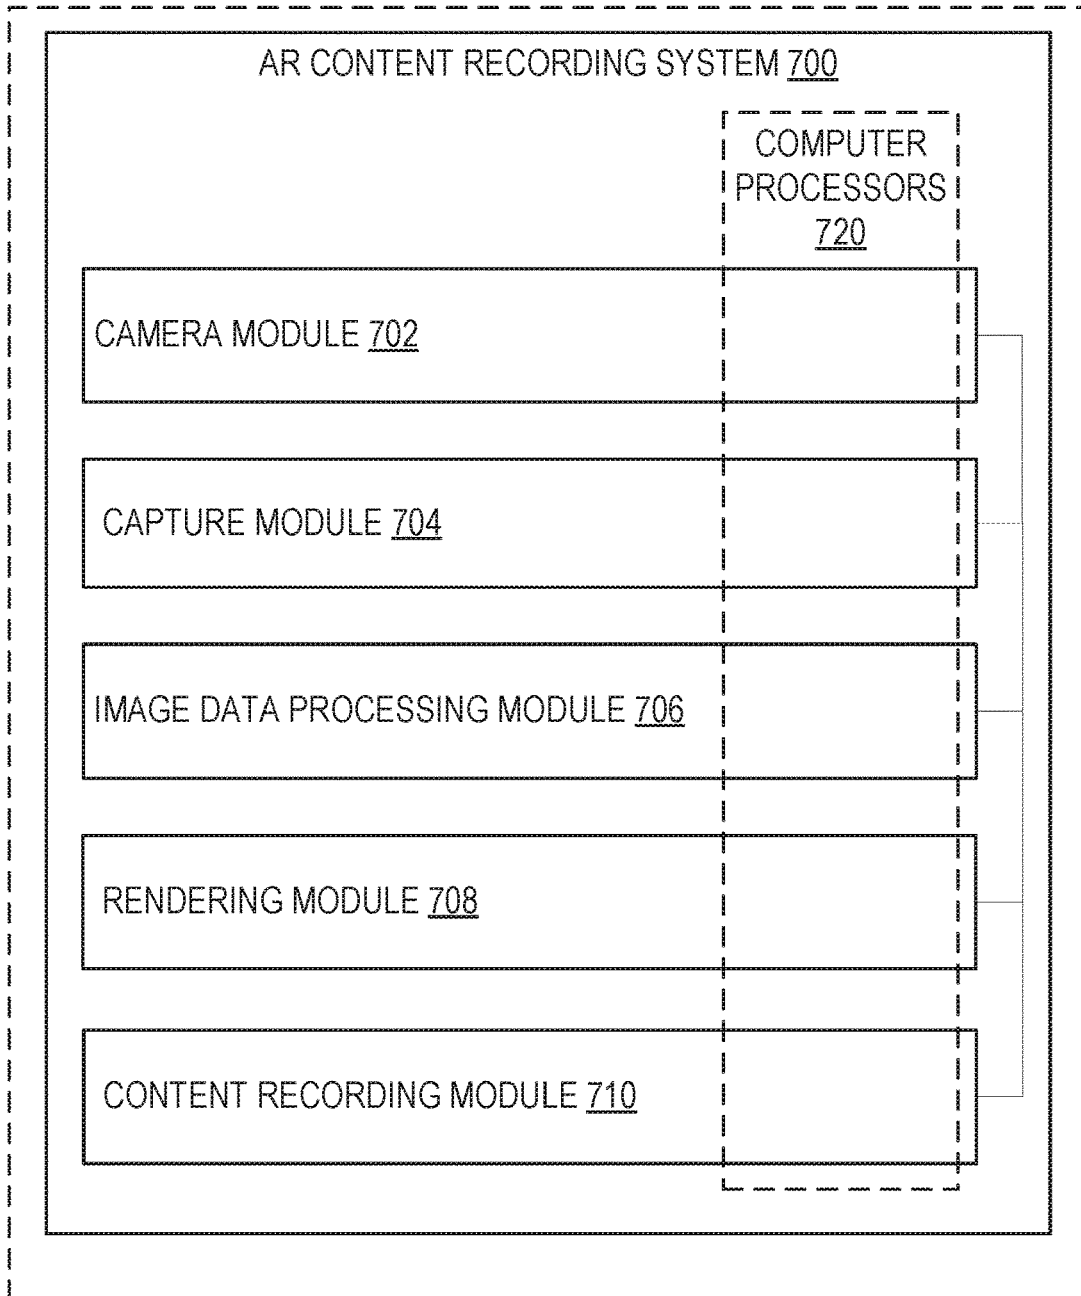 AR CONTENT RECORDING SYSTEM 700
COMPUTER
PROCESSORS
720
CAMERA MODULE 702
CAPTURE MODULE 704
IMAGE DATA PROCESSING MODULE 706
RENDERING MODULE 708
CONTENT RECORDING MODULE 710